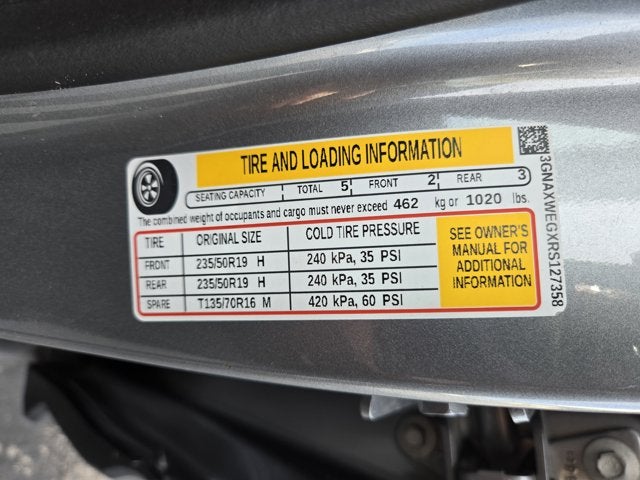 TIRE AND LOADING INFORMATION
SEATING CAPACITY TOTAL 5 FRONT 2 REAR 3
The combined weight of occupants and cargo must never exceed 462 kg or 1020 lbs.
TIRE ORIGINAL SIZE COLD TIRE PRESSURE
FRONT 235/50R19 H 240 kPa, 35 PSI
REAR 235/50R19 H 240 kPa, 35 PSI
SPARE T135/70R16 M 420 kPa, 60 PSI
SEE OWNER'S
MANUAL FOR
ADDITIONAL
INFORMATION
3GNAXWEGXRS127358